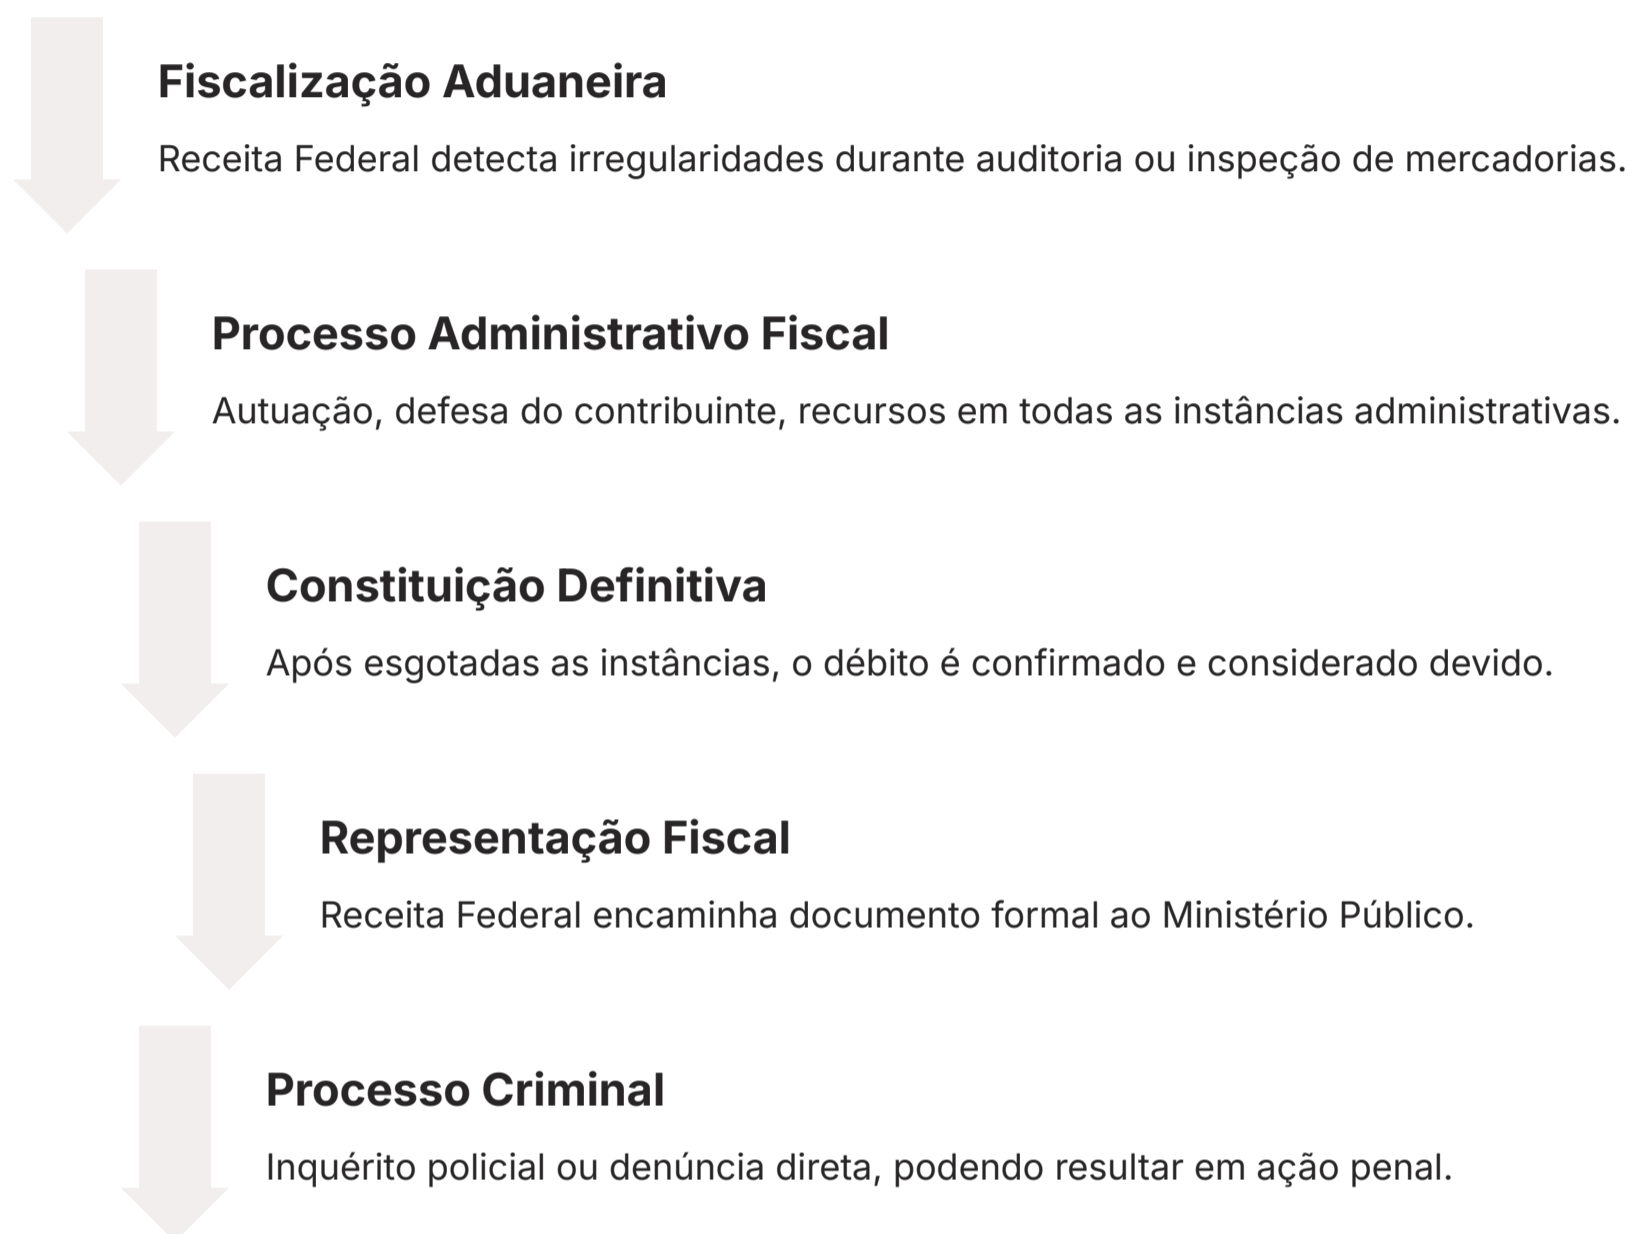 Fiscalização Aduaneira
Receita Federal detecta irregularidades durante auditoria ou inspeção de mercadorias.
Processo Administrativo Fiscal
Autuação, defesa do contribuinte, recursos em todas as instâncias administrativas.
Constituição Definitiva
Após esgotadas as instâncias, o débito é confirmado e considerado devido.
Representação Fiscal
Receita Federal encaminha documento formal ao Ministério Público.
Processo Criminal
Inquérito policial ou denúncia direta, podendo resultar em ação penal.